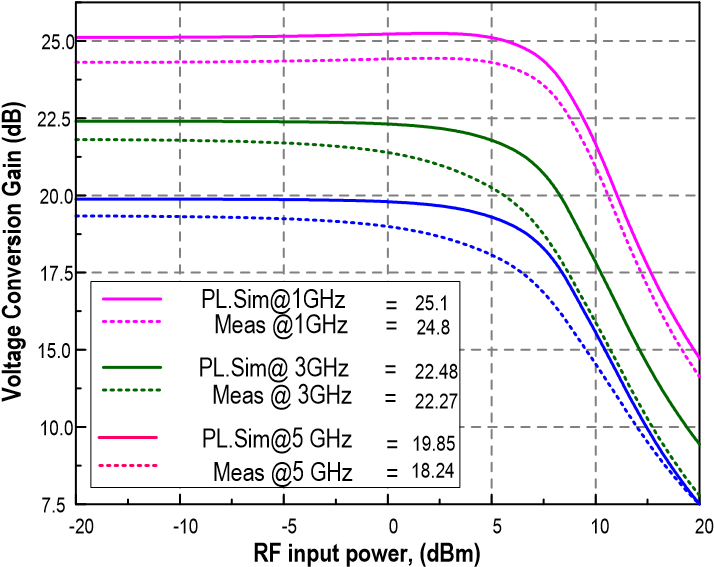 Voltage Conversion Gain (dB)
25.0
22.5
20.0
17.5
15.0
10.0
7.5
PL.Sim@1GHz = 25.1
Meas @1GHz = 24.8
PL.Sim@ 3GHz = 22.48
Meas @ 3GHz = 22.27
PL.Sim@5 GHz = 19.85
Meas @5 GHz = 18.24
-20 -10 -5 0 5 10 20
RF input power, (dBm)